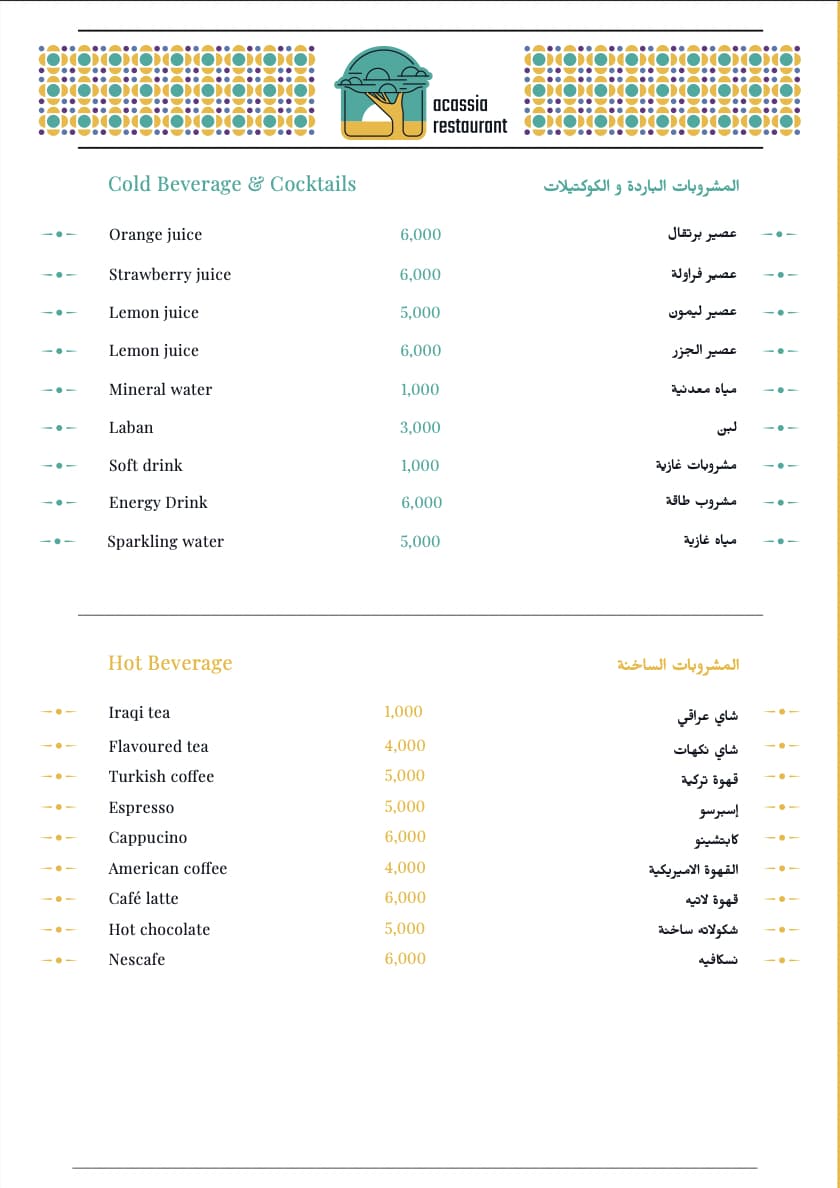 acassia
restaurant
Cold Beverage & Cocktails المشروبات الباردة و الكوكتيلات
Orange juice 6,000 عصير برتقال
Strawberry juice 6,000 عصير فراولة
Lemon juice 5,000 عصير ليمون
Lemon juice 6,000 عصير الجزر
Mineral water 1,000 مياه معدنية
Laban 3,000 لبن
Soft drink 1,000 مشروبات غازية
Energy Drink 6,000 مشروب طاقة
Sparkling water 5,000 مياه غازية
Hot Beverage المشروبات الساخنة
Iraqi tea 1,000 شاي عراقي
Flavoured tea 4,000 شاي نكهات
Turkish coffee 5,000 قهوة تركية
Espresso 5,000 إسبرسو
Cappucino 6,000 كابتشينو
American coffee 4,000 القهوة الاميريكية
Café latte 6,000 قهوة لاتيه
Hot chocolate 5,000 شكولاته ساخنة
Nescafe 6,000 نسكافيه